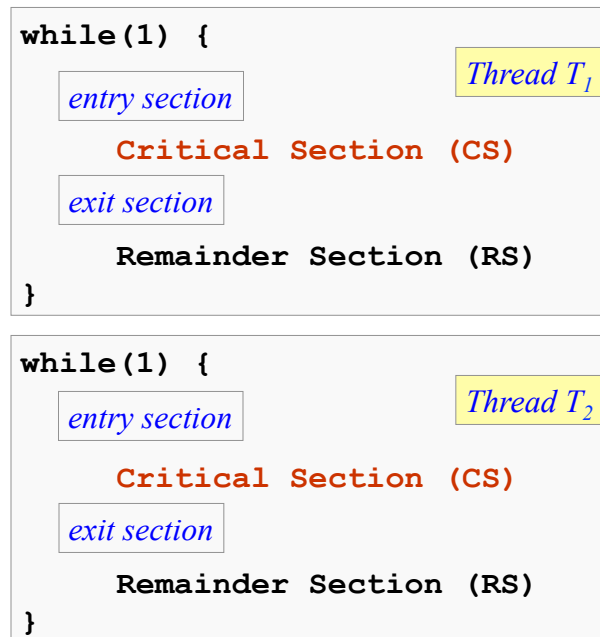 while(1) {
Thread T1
entry section
Critical Section (CS)
exit section
Remainder Section (RS)
}
while(1) {
Thread T2
entry section
Critical Section (CS)
exit section
Remainder Section (RS)
}